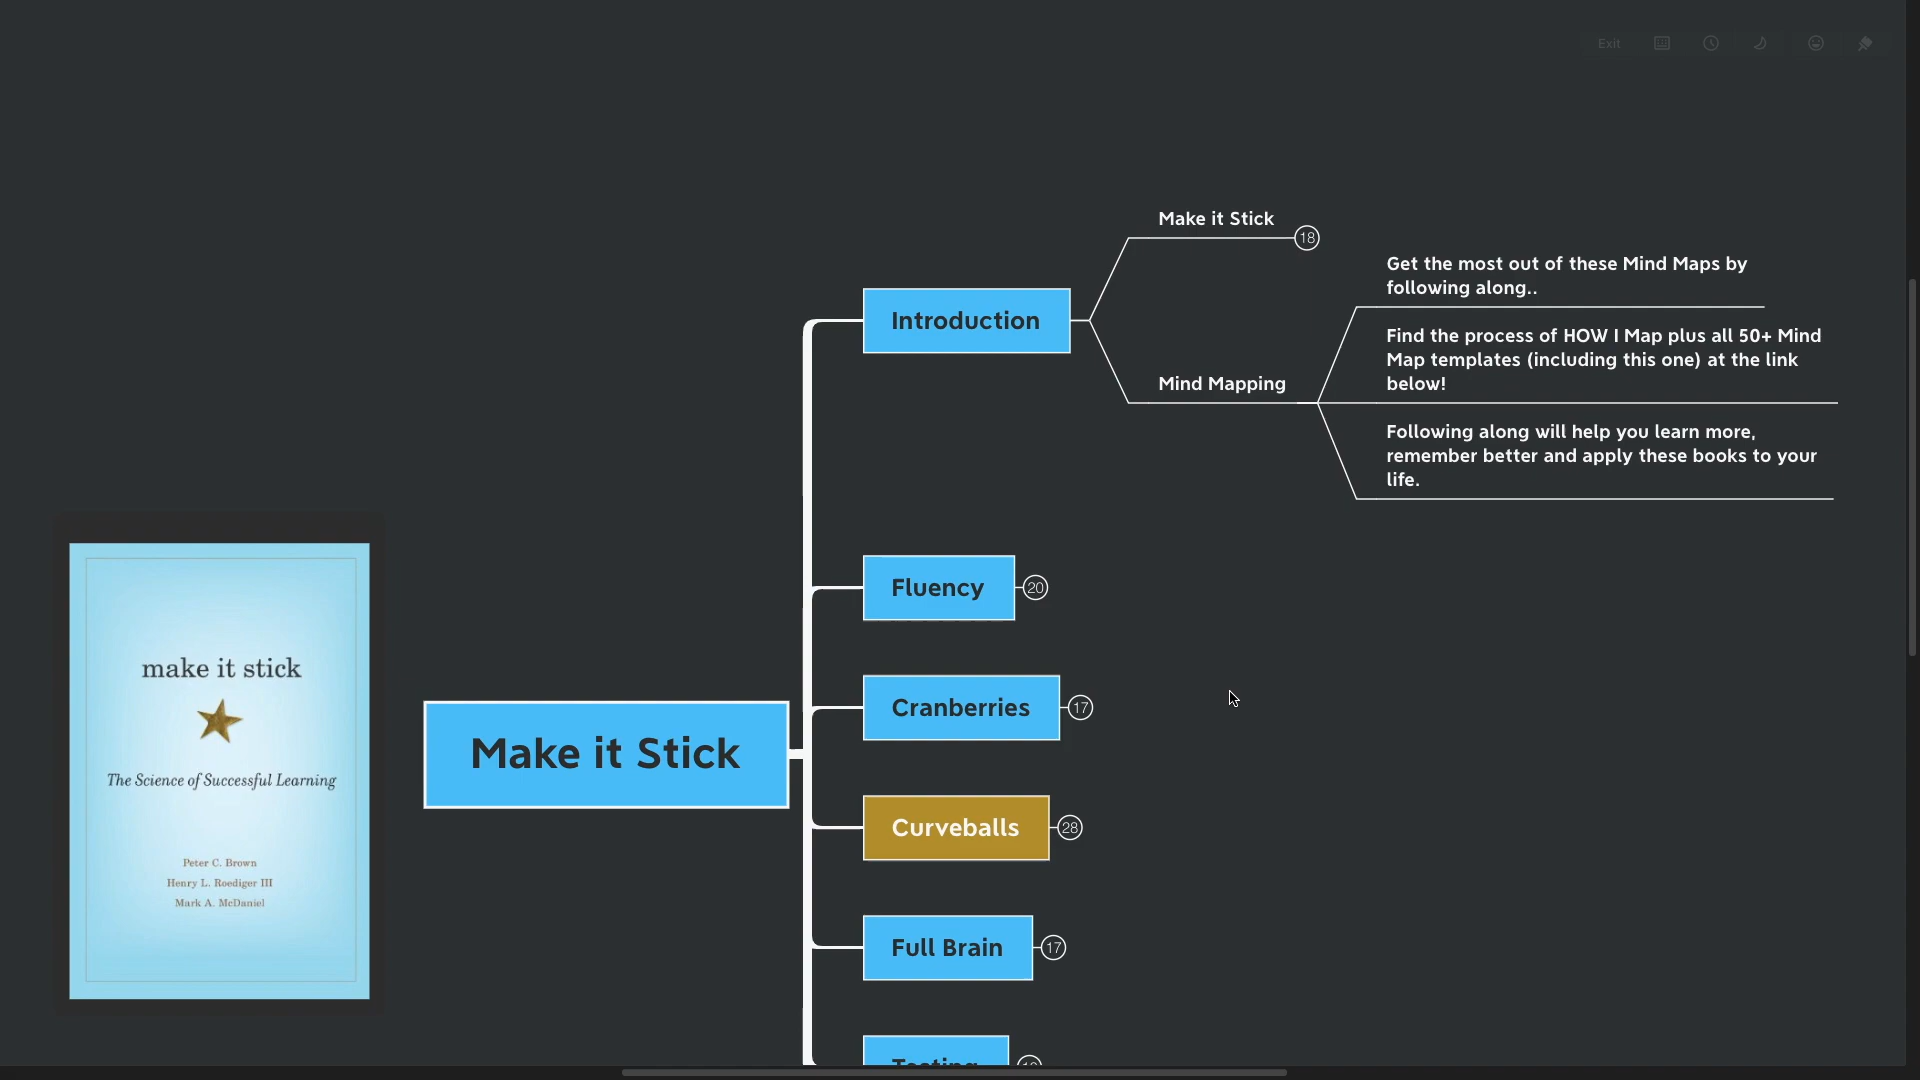 Exit
Make it Stick
18
Get the most out of these Mind Maps by
following along..
Introduction
Find the process of HOW I Map plus all 50+ Mind
Map templates (including this one) at the link
below!
Mind Mapping
Following along will help you learn more,
remember better and apply these books to your
life.
Fluency
20
make it stick
The Science of Successful Learning
Peter C. Brown
Henry L. Roediger III
Mark A. McDaniel
Make it Stick
Cranberries
17
Curveballs
28
Full Brain
17
Testing